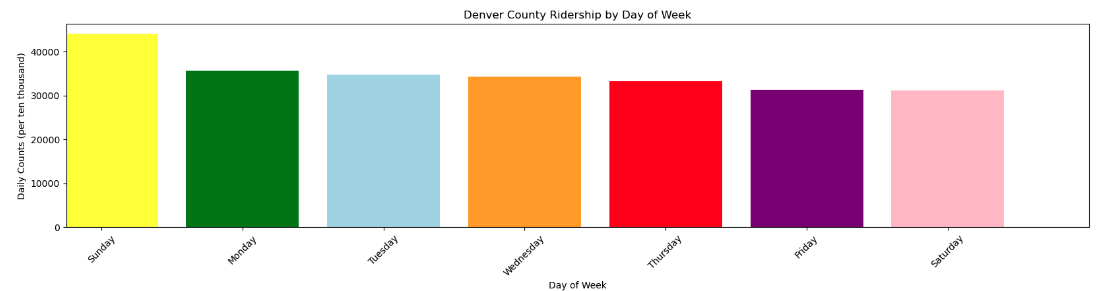 Denver County Ridership by Day of Week
Daily Counts (per ten thousand)
40000
30000
20000
10000
0
Sunday
Monday
Tuesday
Wednesday
Thursday
Friday
Saturday
Day of Week